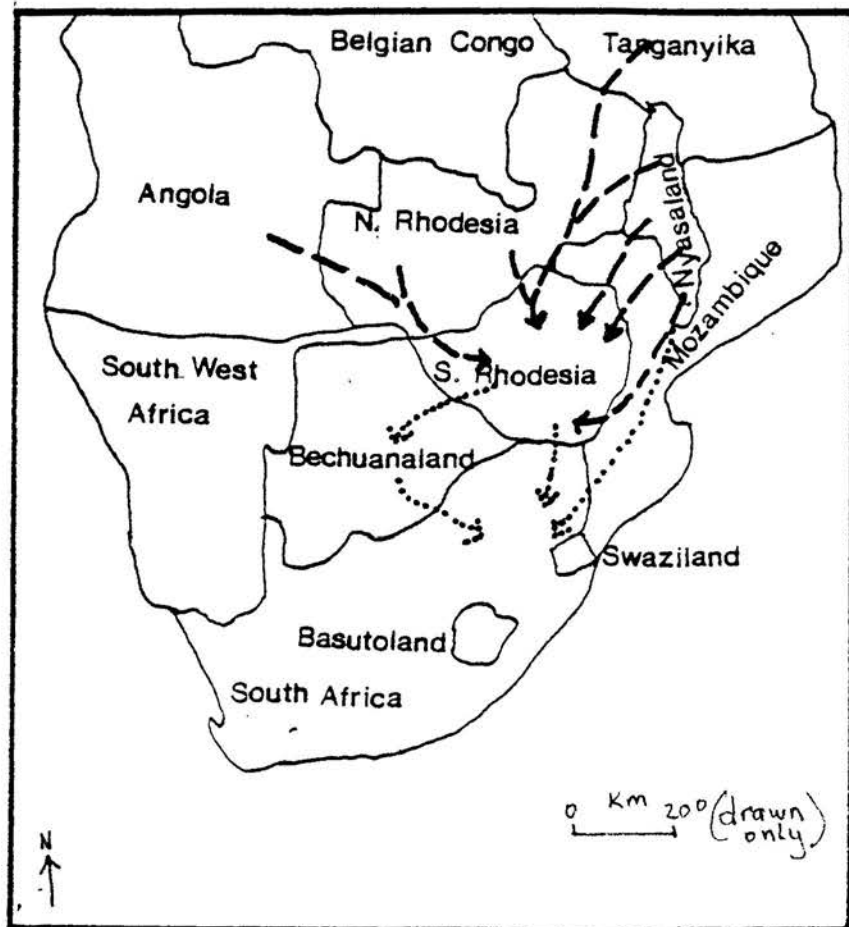 Belgian Congo
Tanganyika
Angola
N. Rhodesia
Nyasaland
Mozambique
South West
Africa
S. Rhodesia
Bechuanaland
Swaziland
Basutoland
South Africa
N
0 Km 200 (drawn
only)